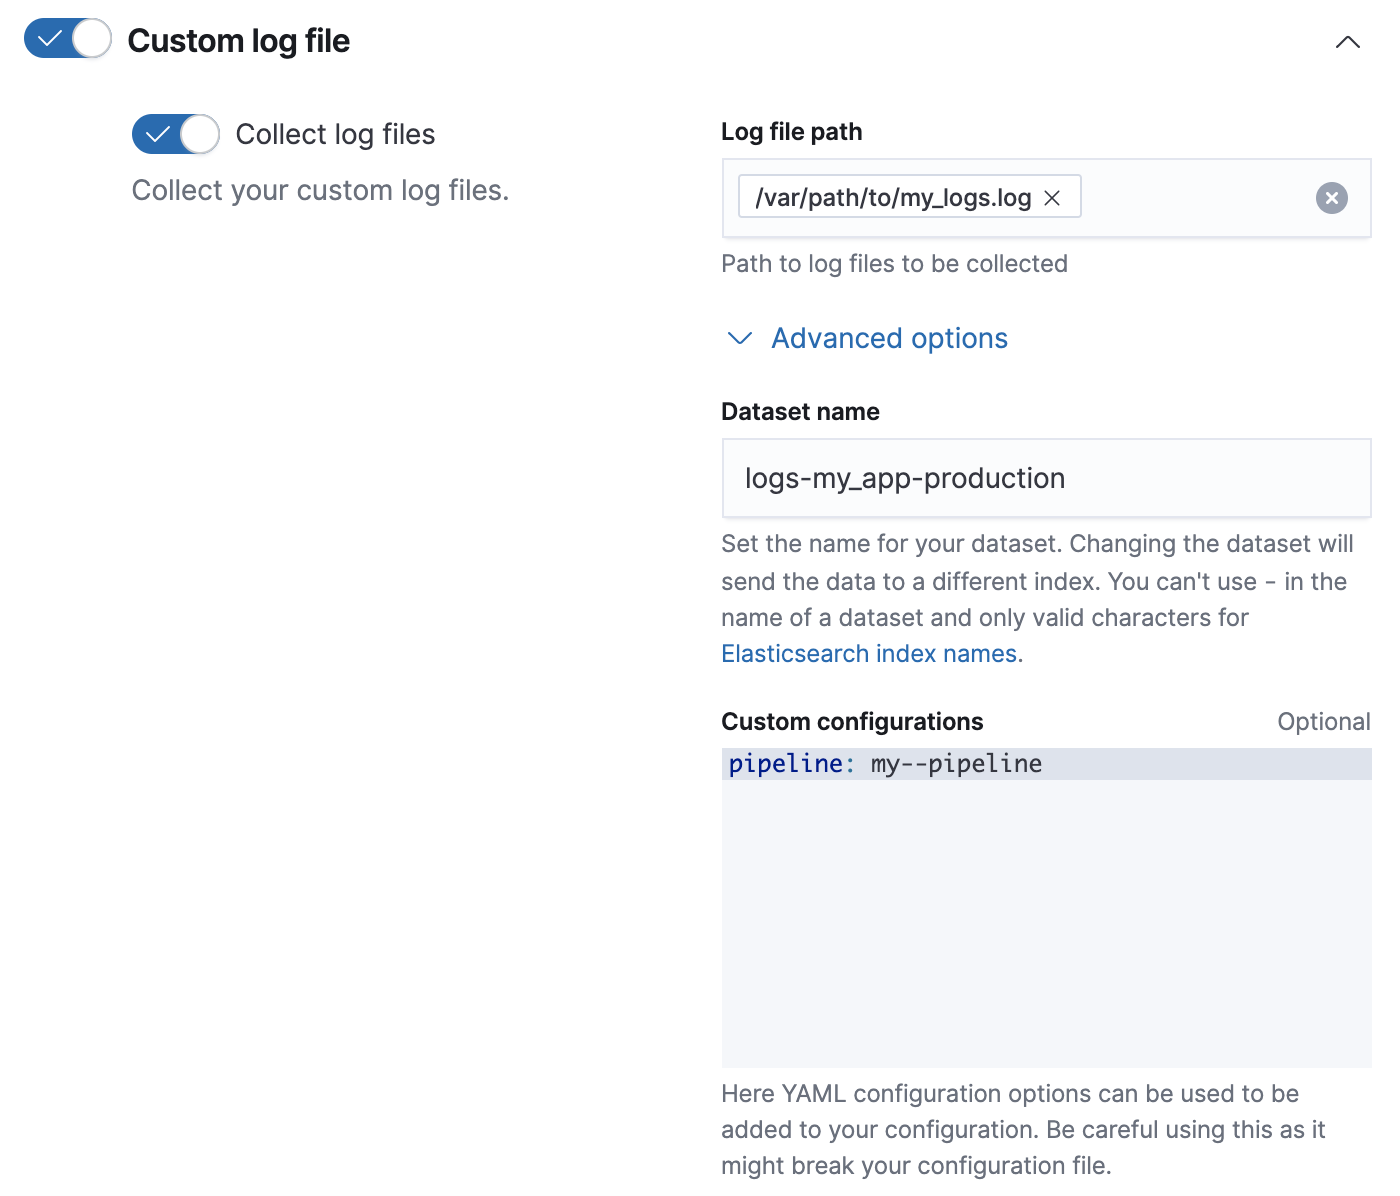 Custom log file
Collect log files
Collect your custom log files.
Log file path
/var/path/to/my_logs.log
Path to log files to be collected
Advanced options
Dataset name
logs-my_app-production
Set the name for your dataset. Changing the dataset will
send the data to a different index. You can't use - in the
name of a dataset and only valid characters for
Elasticsearch index names.
Custom configurations
Optional
pipeline: my--pipeline
Here YAML configuration options can be used to be
added to your configuration. Be careful using this as it
might break your configuration file.